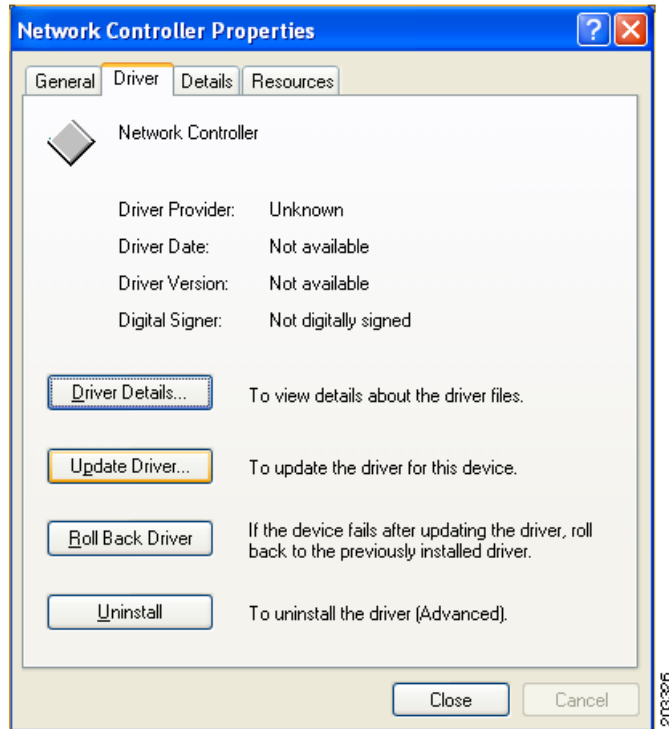 Network Controller Properties
General Driver Details Resources
Network Controller
Driver Provider: Unknown
Driver Date: Not available
Driver Version: Not available
Digital Signer: Not digitally signed
Driver Details... To view details about the driver files.
Update Driver... To update the driver for this device.
Roll Back Driver If the device fails after updating the driver, roll
back to the previously installed driver.
Uninstall To uninstall the driver (Advanced).
Close Cancel
203326